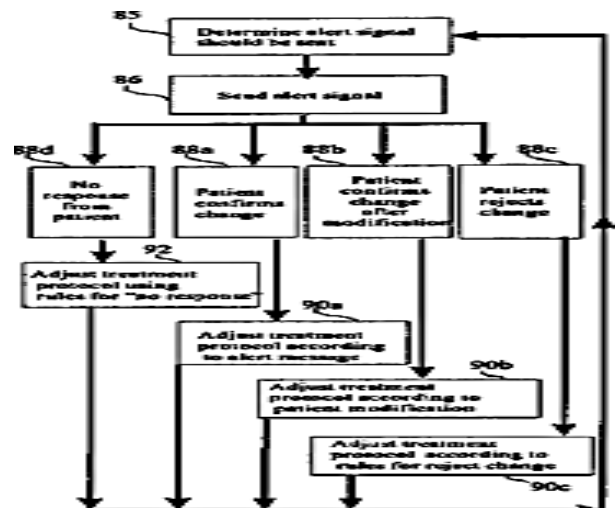 85
Determine alert signal
should be sent
86
Send alert signal
88d
88a
88b
88c
No
response
from
patient
Patient
confirms
change
Patient
confirms
change
after
modification
Patient
rejects
change
92
Adjust treatment
protocol using
rules for "no response"
90a
Adjust treatment
protocol according
to alert message
90b
Adjust treatment
protocol according to
patient modification
Adjust treatment
protocol according to
rules for reject change
90c